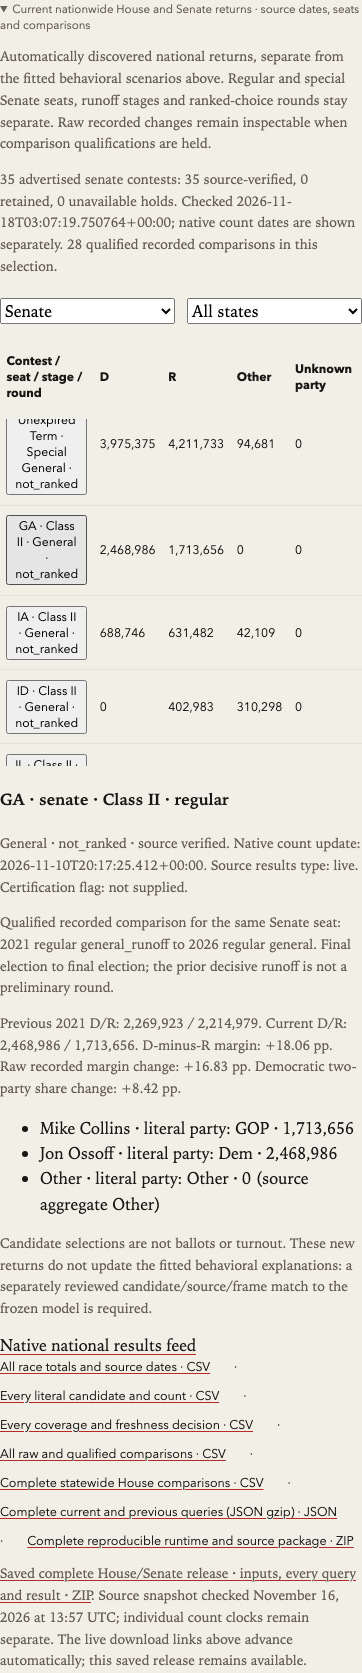 ▼ Current nationwide House and Senate returns · source dates, seats
and comparisons
Automatically discovered national returns, separate from
the fitted behavioral scenarios above. Regular and special
Senate seats, runoff stages and ranked-choice rounds stay
separate. Raw recorded changes remain inspectable when
comparison qualifications are held.
35 advertised senate contests: 35 source-verified, 0
retained, 0 unavailable holds. Checked 2026-11-
18T03:07:19.750764+00:00; native count dates are shown
separately. 28 qualified recorded comparisons in this
selection.
Senate All states
Contest /
seat / stage /
round
D R Other Unknown
party
Unexpired
Term ·
Special
General ·
not_ranked
3,975,375 4,211,733 94,681 0
GA · Class
II · General
·
not_ranked
2,468,986 1,713,656 0 0
IA · Class II
· General ·
not_ranked
688,746 631,482 42,109 0
ID · Class II
· General ·
not_ranked
0 402,983 310,298 0
IL · Class II ·
GA · senate · Class II · regular
General · not_ranked · source verified. Native count update:
2026-11-10T20:17:25.412+00:00. Source results type: live.
Certification flag: not supplied.
Qualified recorded comparison for the same Senate seat:
2021 regular general_runoff to 2026 regular general. Final
election to final election; the prior decisive runoff is not a
preliminary round.
Previous 2021 D/R: 2,269,923 / 2,214,979. Current D/R:
2,468,986 / 1,713,656. D-minus-R margin: +18.06 pp.
Raw recorded margin change: +16.83 pp. Democratic two-
party share change: +8.42 pp.
• Mike Collins · literal party: GOP · 1,713,656
• Jon Ossoff · literal party: Dem · 2,468,986
• Other · literal party: Other · 0 (source
aggregate Other)
Candidate selections are not ballots or turnout. These new
returns do not update the fitted behavioral explanations: a
separately reviewed candidate/source/frame match to the
frozen model is required.
Native national results feed
All race totals and source dates · CSV ·
Every literal candidate and count · CSV ·
Every coverage and freshness decision · CSV ·
All raw and qualified comparisons · CSV ·
Complete statewide House comparisons · CSV ·
Complete current and previous queries (JSON gzip) · JSON
· Complete reproducible runtime and source package · ZIP
Saved complete House/Senate release · inputs, every query
and result · ZIP. Source snapshot checked November 16,
2026 at 13:57 UTC; individual count clocks remain
separate. The live download links above advance
automatically; this saved release remains available.